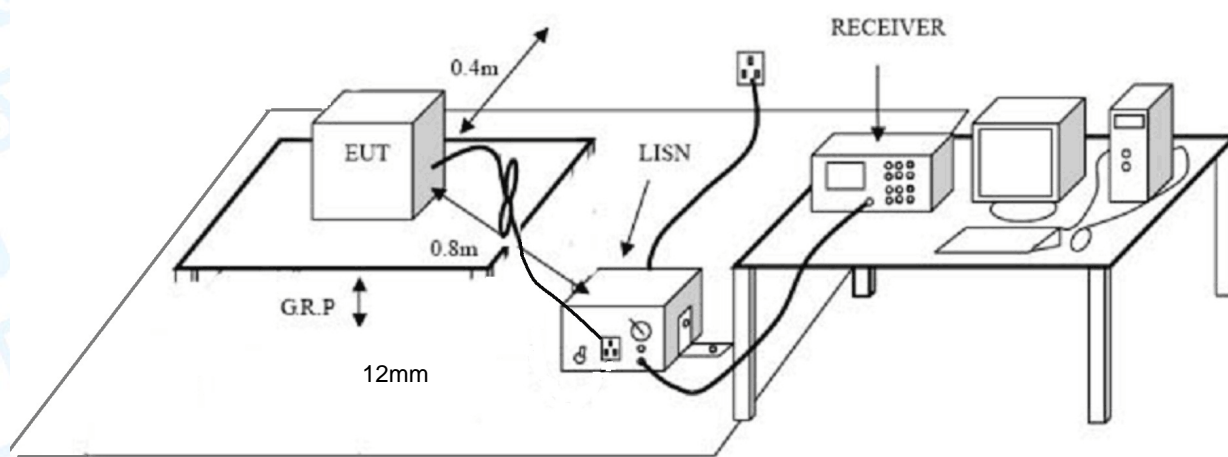 RECEIVER
0.4m
EUT
LISN
0.8m
G.R.P
12mm